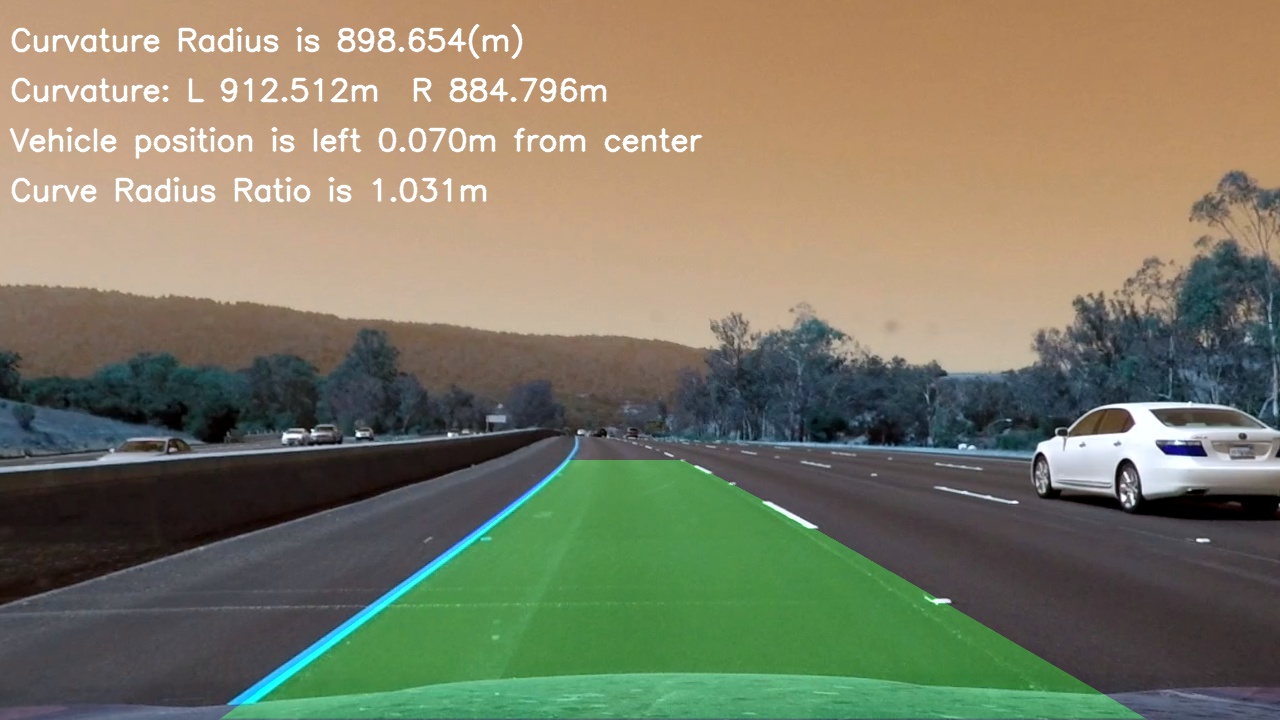 Curvature Radius is 898.654(m)
Curvature: L 912.512m R 884.796m
Vehicle position is left 0.070m from center
Curve Radius Ratio is 1.031m